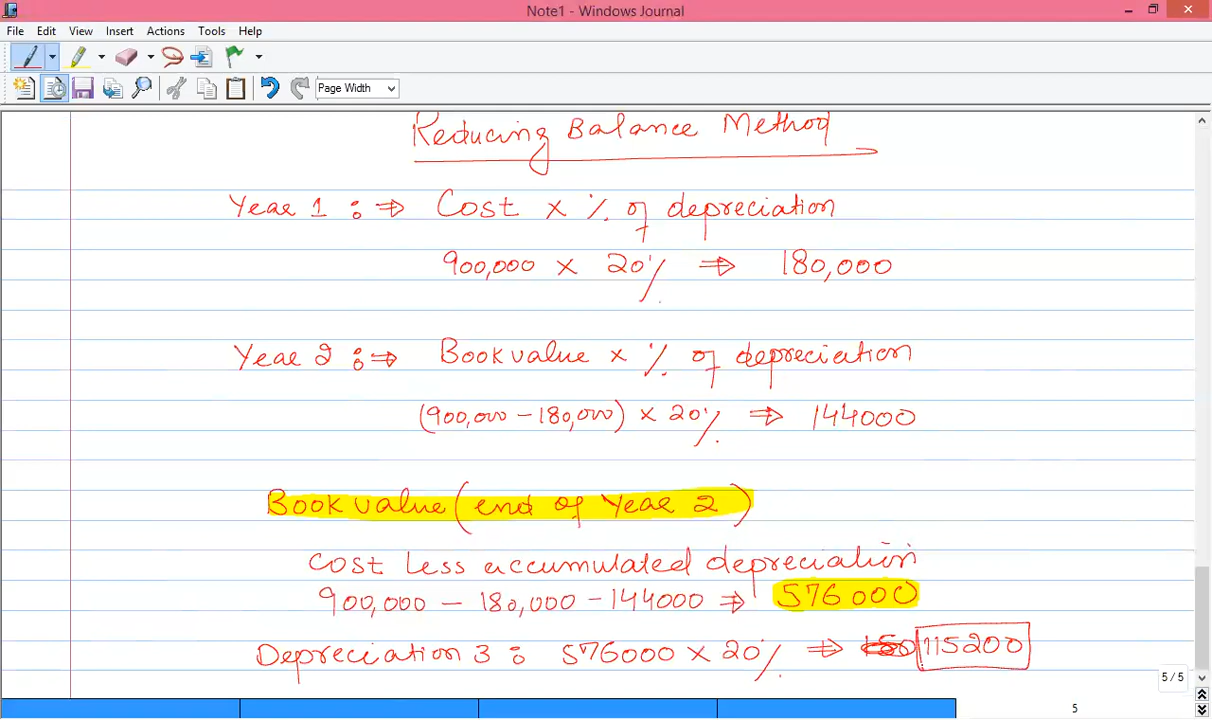 Note1 - Windows Journal
File Edit View Insert Actions Tools Help
Page Width
Reducing Balance Method
Year 1 : ⇒ Cost × % of depreciation
900,000 × 20% ⇒ 180,000
Year 2 : ⇒ Book value × % of depreciation
(900,000 - 180,000) × 20% ⇒ 144000
Book value (end of Year 2)
Cost less accumulated depreciation
900,000 - 180,000 - 144000 ⇒ 576000
Depreciation 3 : 576000 × 20% ⇒ 115200
5 / 5
5